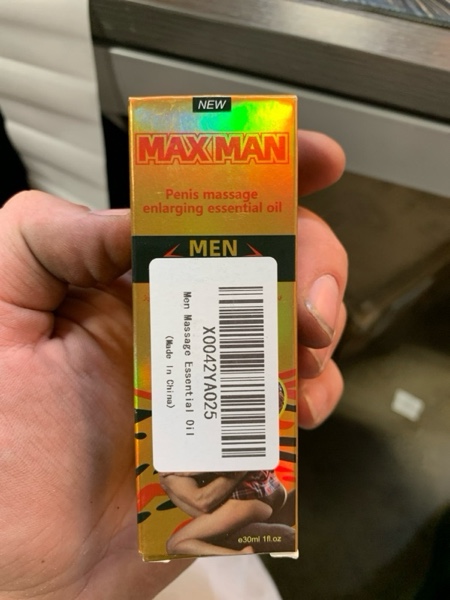 NEW
MAXMAN
Penis massage
enlarging essential oil
MEN
X0042YA025
Men Massage Essential Oil
(Made In China)
e30ml 1fl.oz